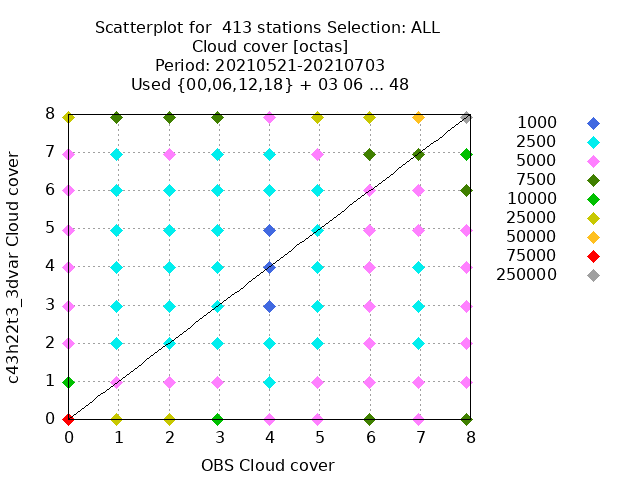 Scatterplot for  413 stations Selection: ALL
Cloud cover [octas]
Period: 20210521-20210703
Used {00,06,12,18} + 03 06 ... 48
c43h22t3_3dvar Cloud cover
8
7
6
5
4
3
2
1
0
0 1 2 3 4 5 6 7 8
OBS Cloud cover
1000
2500
5000
7500
10000
25000
50000
75000
250000